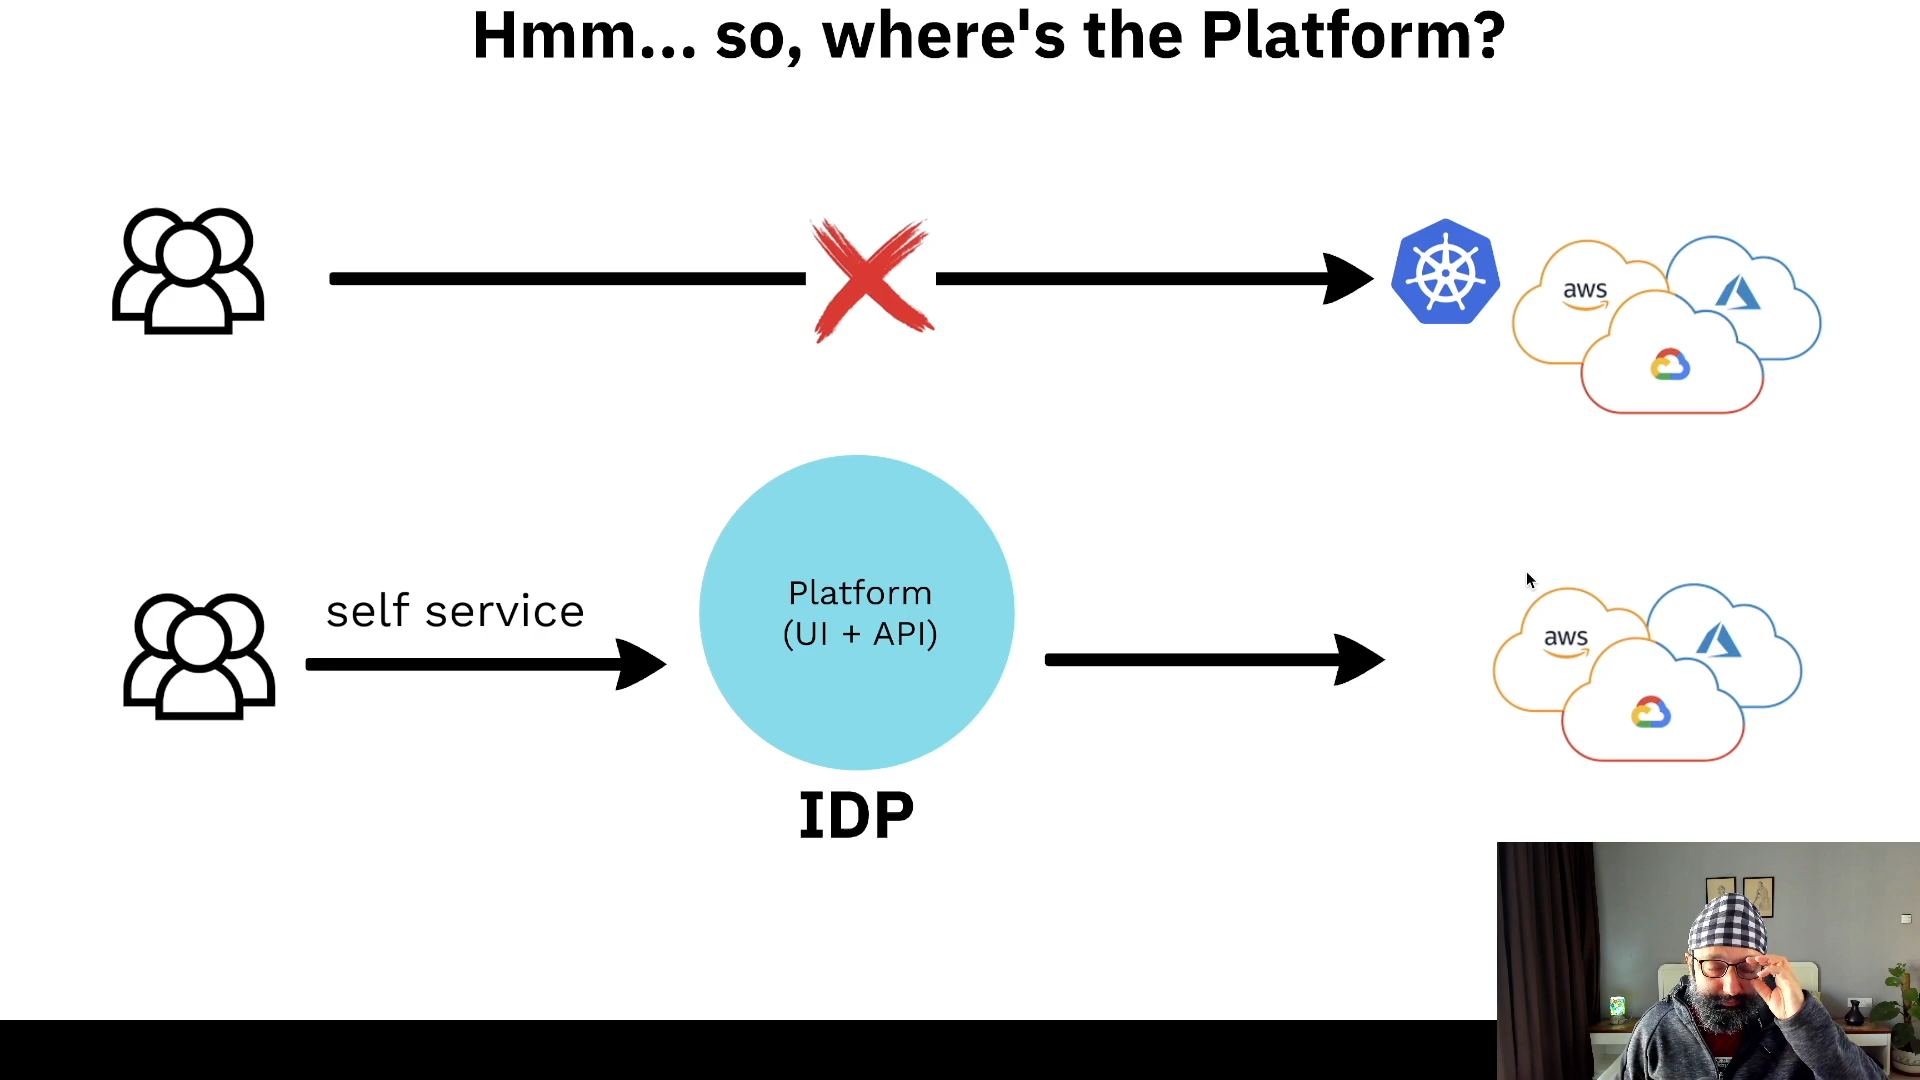 Hmm... so, where's the Platform?
aws
self service
Platform
(UI + API)
aws
IDP